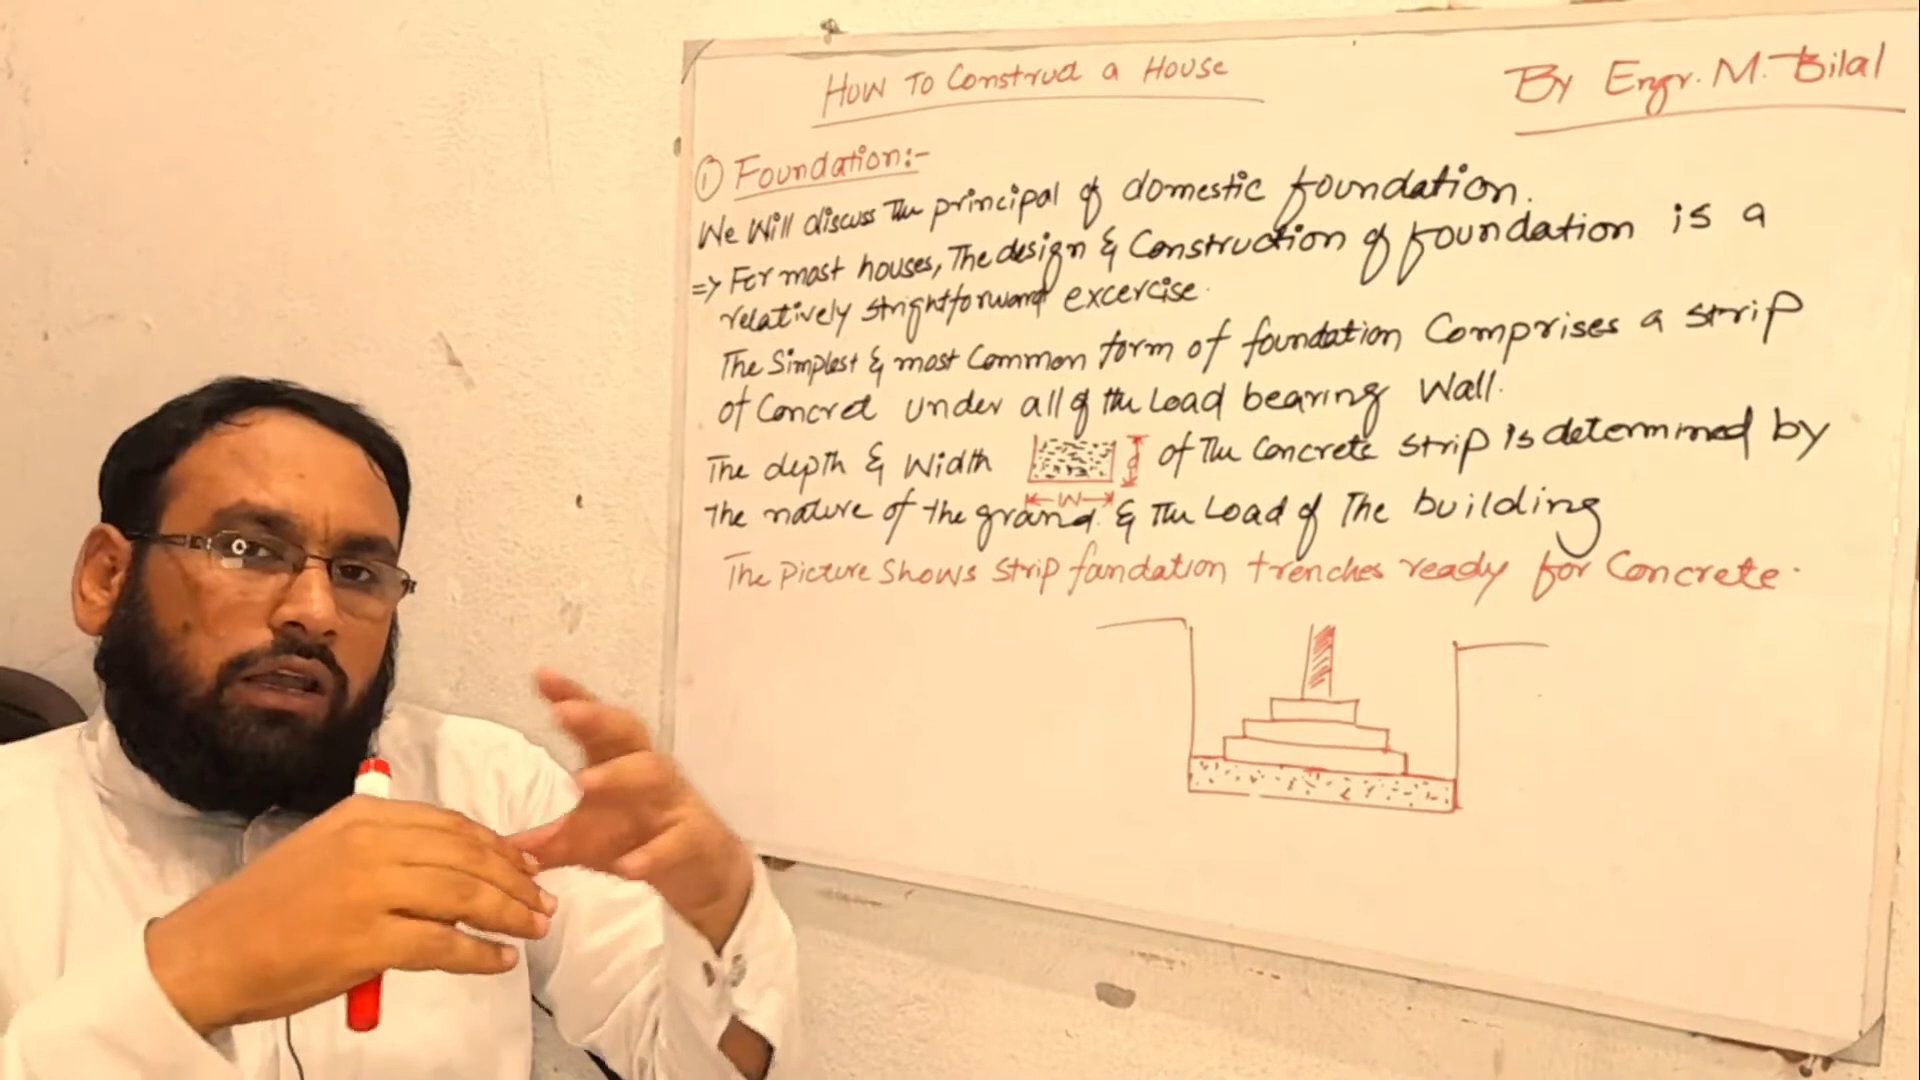 How To Construct a House
By Engr. M. Bilal
① Foundation:-
We Will discuss The principal of domestic foundation.
=> For most houses, The design & Construction of foundation is a
relatively strightforward excercise.
The Simplest & most Common form of foundation Comprises a strip
of Concret under all of the Load bearing Wall.
The depth & Width of The Concrete strip is determined by
d
W
The nature of the grand & The Load of The building
The Picture Shows Strip fandation trenches ready for Concrete.